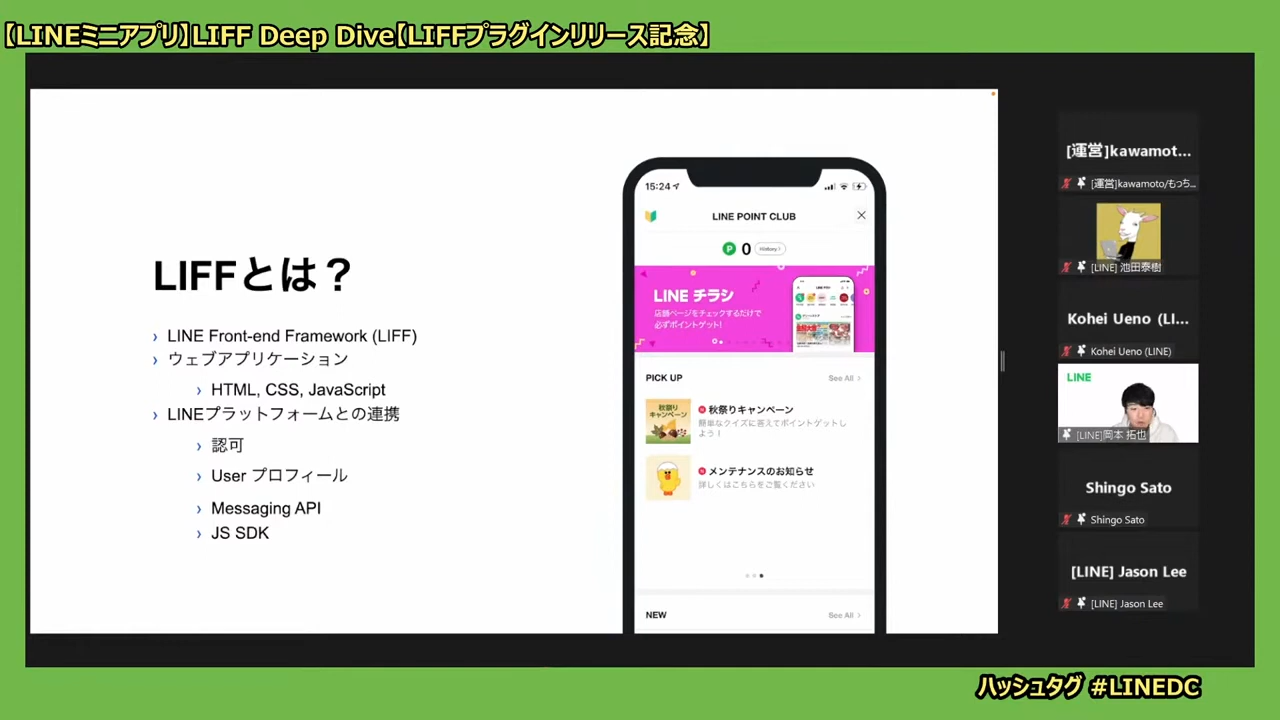 【LINEミニアプリ】LIFF Deep Dive【LIFFプラグインリリース記念】
LIFFとは？
› LINE Front-end Framework (LIFF)
› ウェブアプリケーション
› HTML, CSS, JavaScript
› LINEプラットフォームとの連携
› 認可
› User プロフィール
› Messaging API
› JS SDK
15:24
LINE POINT CLUB
P 0 History >
LINE チラシ
店舗ページをチェックするだけで
必ずポイントゲット!
PICK UP See All >
秋祭り
キャンペーン
N 秋祭りキャンペーン
簡単なクイズに答えてポイントゲットし
よう！
N メンテナンスのお知らせ
詳しくはこちらをご覧ください
NEW See All >
[運営]kawamot...
[運営]kawamoto/もっち...
[LINE] 池田泰樹
Kohei Ueno (LI...
Kohei Ueno (LINE)
LINE
[LINE]岡本 拓也
Shingo Sato
Shingo Sato
[LINE] Jason Lee
[LINE] Jason Lee
ハッシュタグ #LINEDC